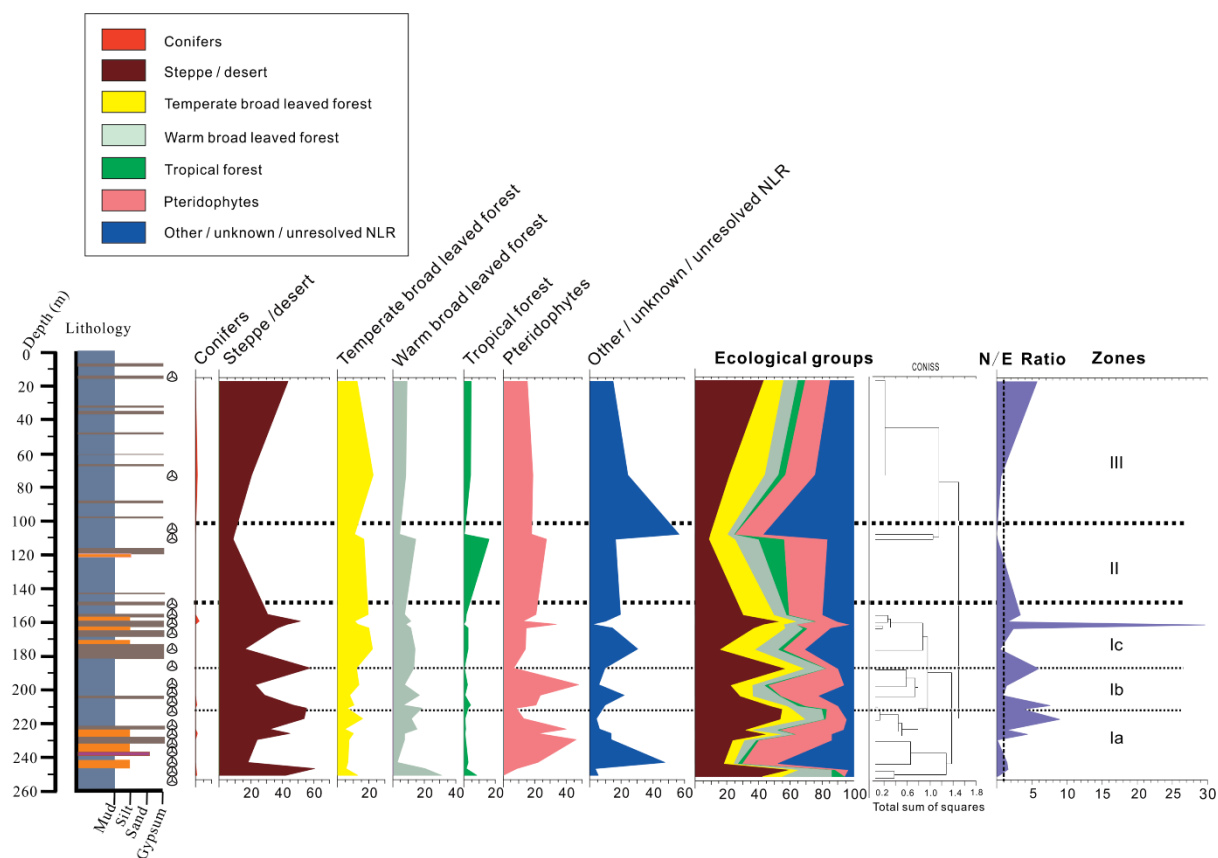 Conifers
Steppe / desert
Temperate broad leaved forest
Warm broad leaved forest
Tropical forest
Pteridophytes
Other / unknown / unresolved NLR
Depth (m)
Lithology
Conifers
Steppe /desert
Temperate broad leaved forest
Warm broad leaved forest
Tropical forest
Pteridophytes
Other / unknown / unresolved NLR
Ecological groups
CONISS
N/E Ratio
Zones
0
20
40
60
80
100
120
140
160
180
200
220
240
260
III
II
Ic
Ib
Ia
Mud
Silt
Sand
Gypsum
20 40 60
20
20 40
20
20 40
20 40 60
0 20 40 60 80 100
0.2 0.6 1.0 1.4 1.8
Total sum of squares
0 5 10 15 20 25 30